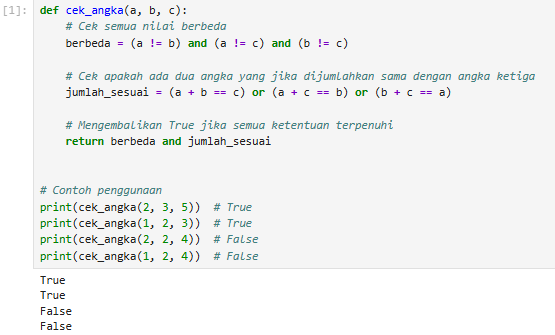 [1]: def cek_angka(a, b, c):
    # Cek semua nilai berbeda
    berbeda = (a != b) and (a != c) and (b != c)
    # Cek apakah ada dua angka yang jika dijumlahkan sama dengan angka ketiga
    jumlah_sesuai = (a + b == c) or (a + c == b) or (b + c == a)
    # Mengembalikan True jika semua ketentuan terpenuhi
    return berbeda and jumlah_sesuai
# Contoh penggunaan
print(cek_angka(2, 3, 5))  # True
print(cek_angka(1, 2, 3))  # True
print(cek_angka(2, 2, 4))  # False
print(cek_angka(1, 2, 4))  # False
True
True
False
False